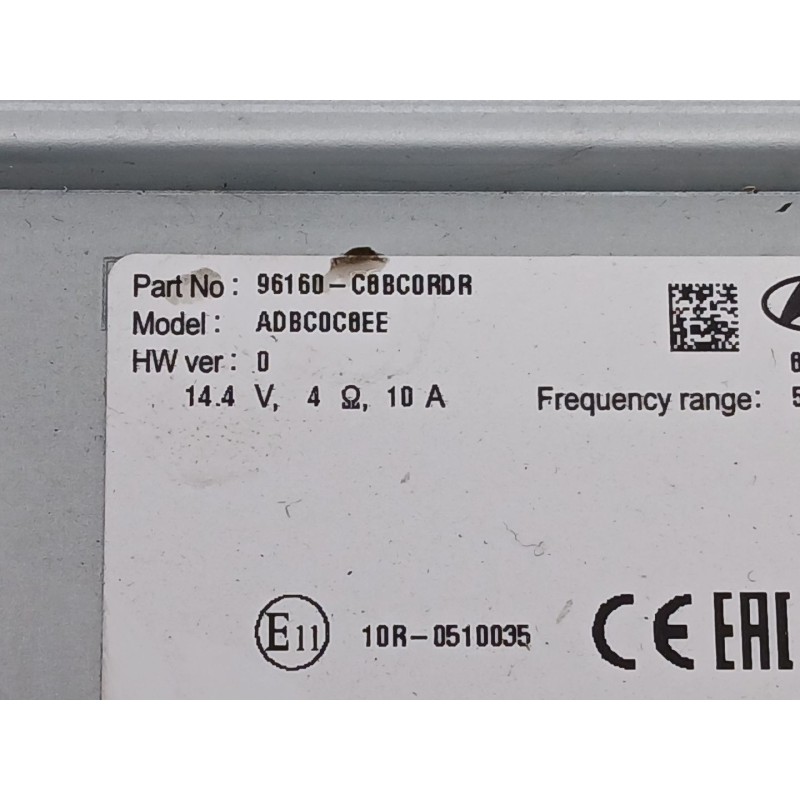 Part No : 96160-C8BC0RDR
Model : ADBC0C8EE
HW ver : 0
14.4 V, 4 Ω, 10 A
Frequency range: 5
E11 10R-0510035 CE EAC